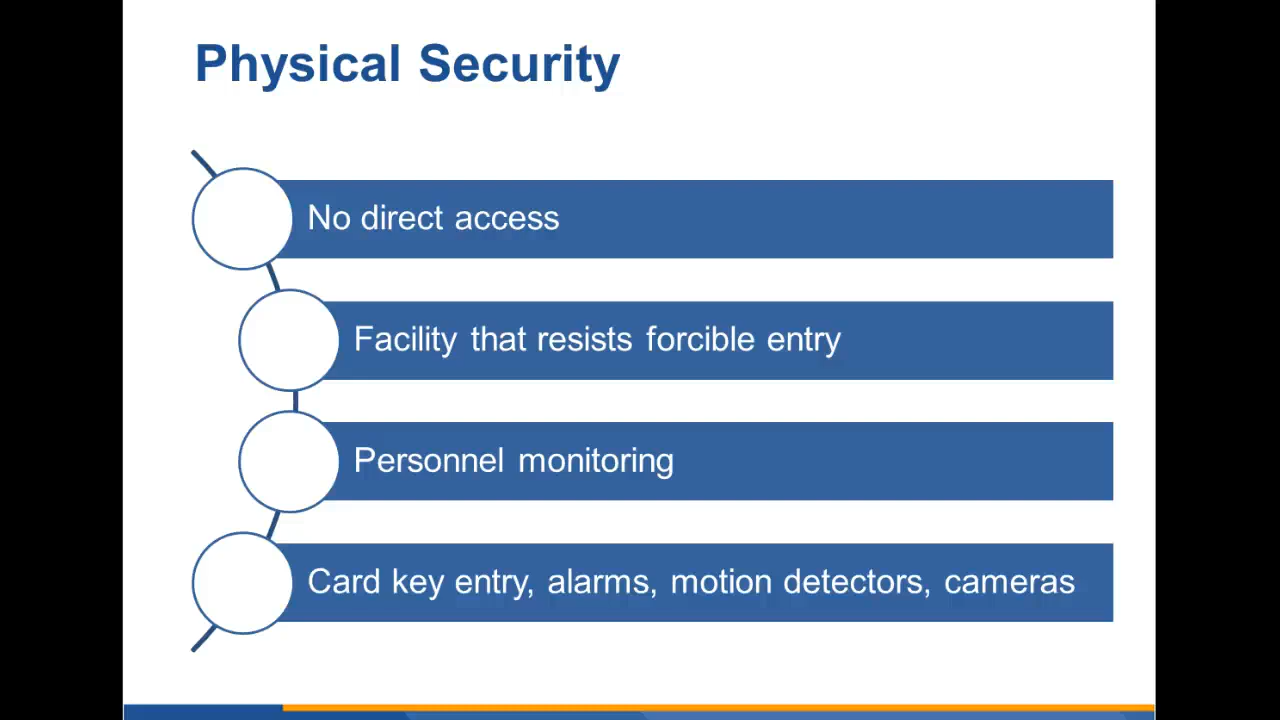 Physical Security
No direct access
Facility that resists forcible entry
Personnel monitoring
Card key entry, alarms, motion detectors, cameras